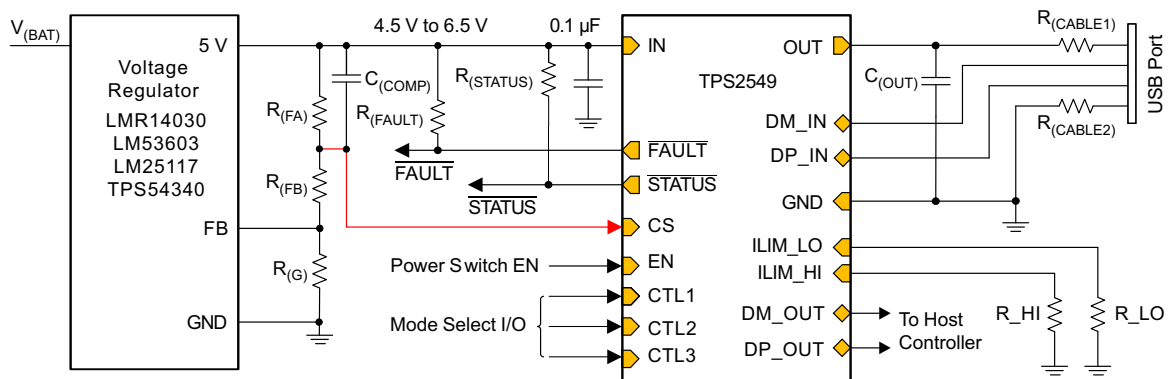 V(BAT)
5 V
Voltage
Regulator
LMR14030
LM53603
LM25117
TPS54340
FB
GND
4.5 V to 6.5 V
0.1 µF
C(COMP)
R(STATUS)
R(FA)
R(FAULT)
R(FB)
R(G)
FAULT
STATUS
Power Switch EN
Mode Select I/O
TPS2549
IN
FAULT
STATUS
CS
EN
CTL1
CTL2
CTL3
OUT
DM_IN
DP_IN
GND
ILIM_LO
ILIM_HI
DM_OUT
DP_OUT
C(OUT)
R(CABLE1)
R(CABLE2)
USB Port
R_HI
R_LO
To Host
Controller